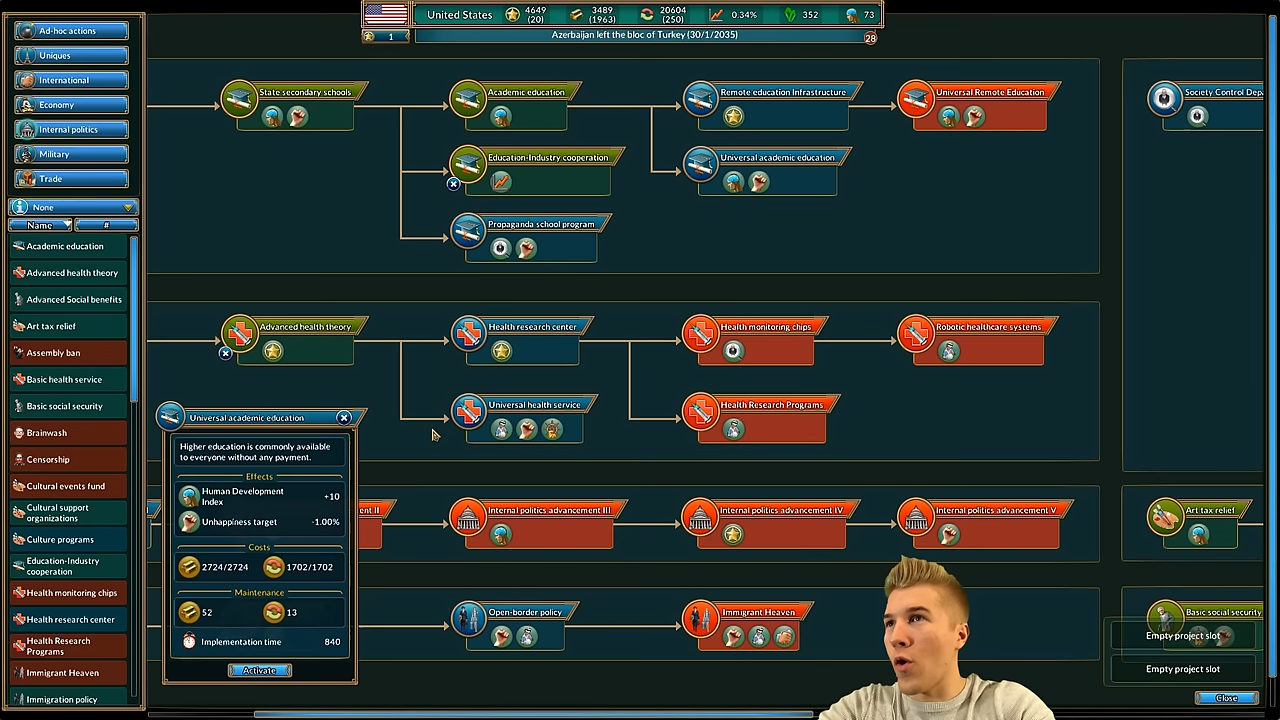 United States
4649
(20)
3489
(1963)
20604
(250)
0.34%
352
73
1
Azerbaijan left the bloc of Turkey (30/1/2035)
28
Ad-hoc actions
Uniques
International
Economy
Internal politics
Military
Trade
None
Name
#
Academic education
Advanced health theory
Advanced Social benefits
Art tax relief
Assembly ban
Basic health service
Basic social security
Brainwash
Censorship
Cultural events fund
Cultural support
organizations
Culture programs
Education-Industry
cooperation
Health monitoring chips
Health research center
Health Research
Programs
Immigrant Heaven
Immigration policy
State secondary schools
Academic education
Remote education Infrastructure
Universal Remote Education
Society Control Dep
Education-Industry cooperation
Universal academic education
Propaganda school program
Advanced health theory
Health research center
Health monitoring chips
Robotic healthcare systems
Universal health service
Health Research Programs
ent II
Internal politics advancement III
Internal politics advancement IV
Internal politics advancement V
Art tax relief
Open-border policy
Immigrant Heaven
Basic social security
Universal academic education
Higher education is commonly available
to everyone without any payment.
Effects
Human Development
Index
+10
Unhappiness target
-1.00%
Costs
2724/2724
1702/1702
Maintenance
52
13
Implementation time
840
Activate
Empty project slot
Empty project slot
Close